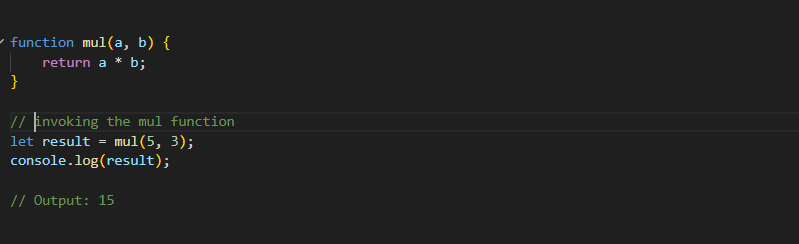 function mul(a, b) {
    return a * b;
}
// invoking the mul function
let result = mul(5, 3);
console.log(result);
// Output: 15